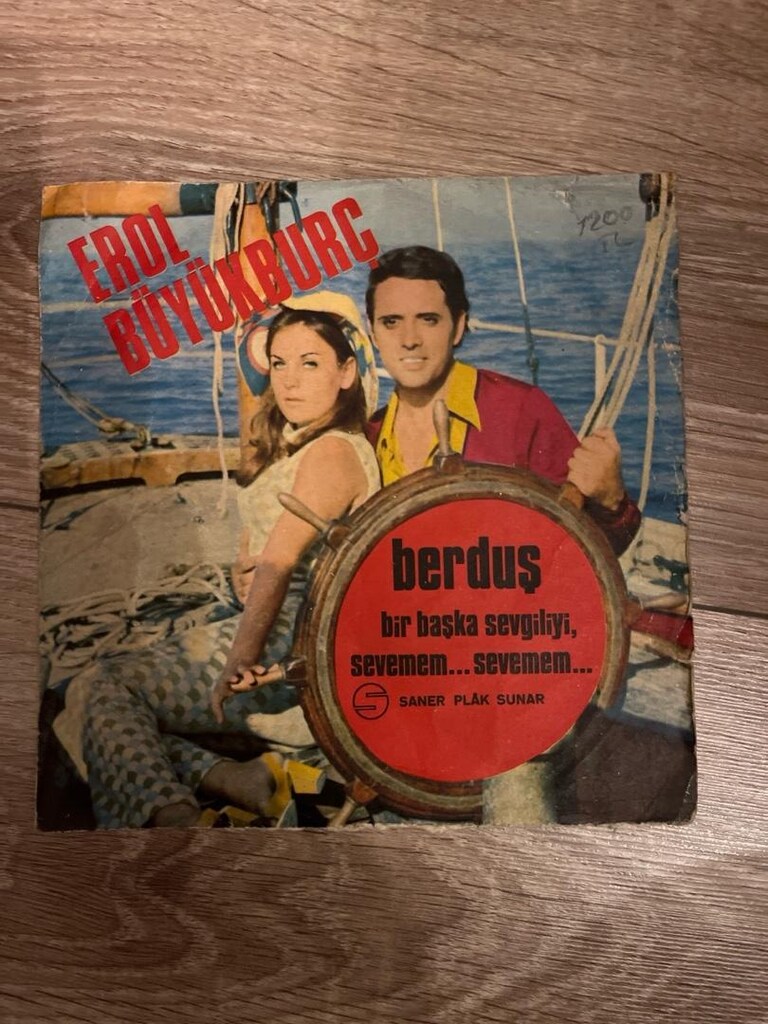 EROL
BÜYÜKBURÇ
1200
TL
berduş
bir başka sevgiliyi,
sevemem... sevemem...
SANER PLÂK SUNAR